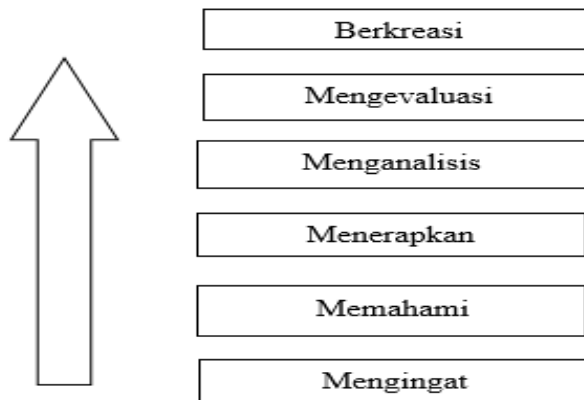 Berkreasi
Mengevaluasi
Menganalisis
Menerapkan
Memahami
Mengingat